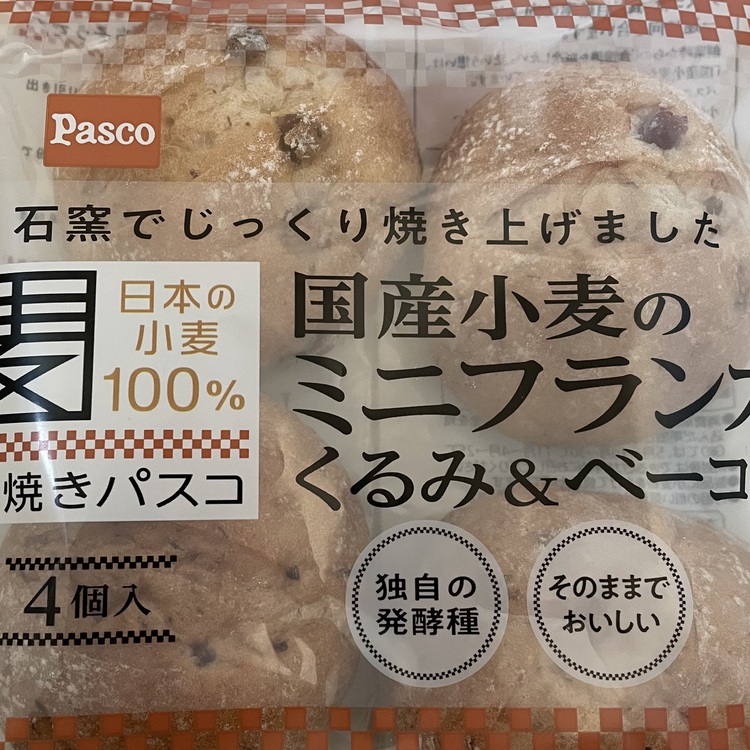 Pasco
石窯でじっくり焼き上げました
日本の
小麦
100%
焼きパスコ
国産小麦の
ミニフランス
くるみ&ベーコ
4個入
独自の
発酵種
そのままで
おいしい